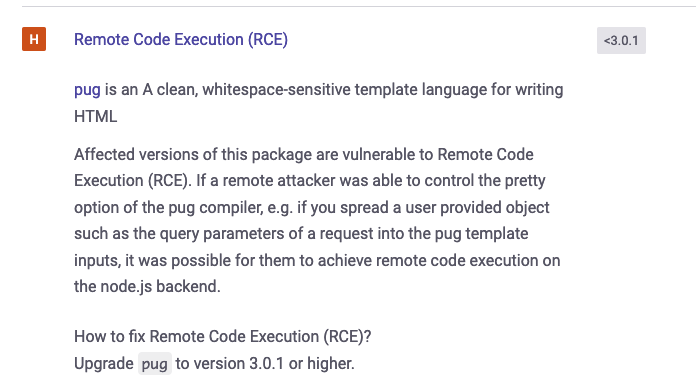 H Remote Code Execution (RCE) <3.0.1
pug is an A clean, whitespace-sensitive template language for writing
HTML
Affected versions of this package are vulnerable to Remote Code
Execution (RCE). If a remote attacker was able to control the pretty
option of the pug compiler, e.g. if you spread a user provided object
such as the query parameters of a request into the pug template
inputs, it was possible for them to achieve remote code execution on
the node.js backend.
How to fix Remote Code Execution (RCE)?
Upgrade pug to version 3.0.1 or higher.